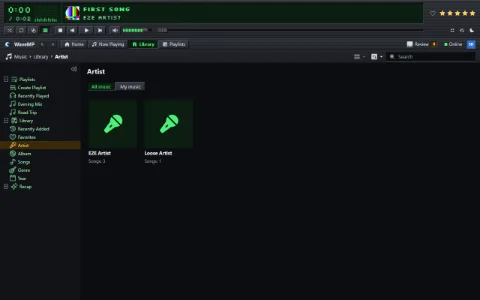 0:00
FIRST SONG
/ 0:02
EZE ARTIST
WaveMP
Home
Now Playing
Library
Playlists
Review
Online
Music › Library › Artist
Search
Playlists
Create Playlist
Recently Played
Evening Mix
Road Trip
Library
Recently Added
Favorites
Artist
Album
Songs
Genre
Year
Recap
Artist
All music
My music
EZE Artist
Songs: 3
Loose Artist
Songs: 1